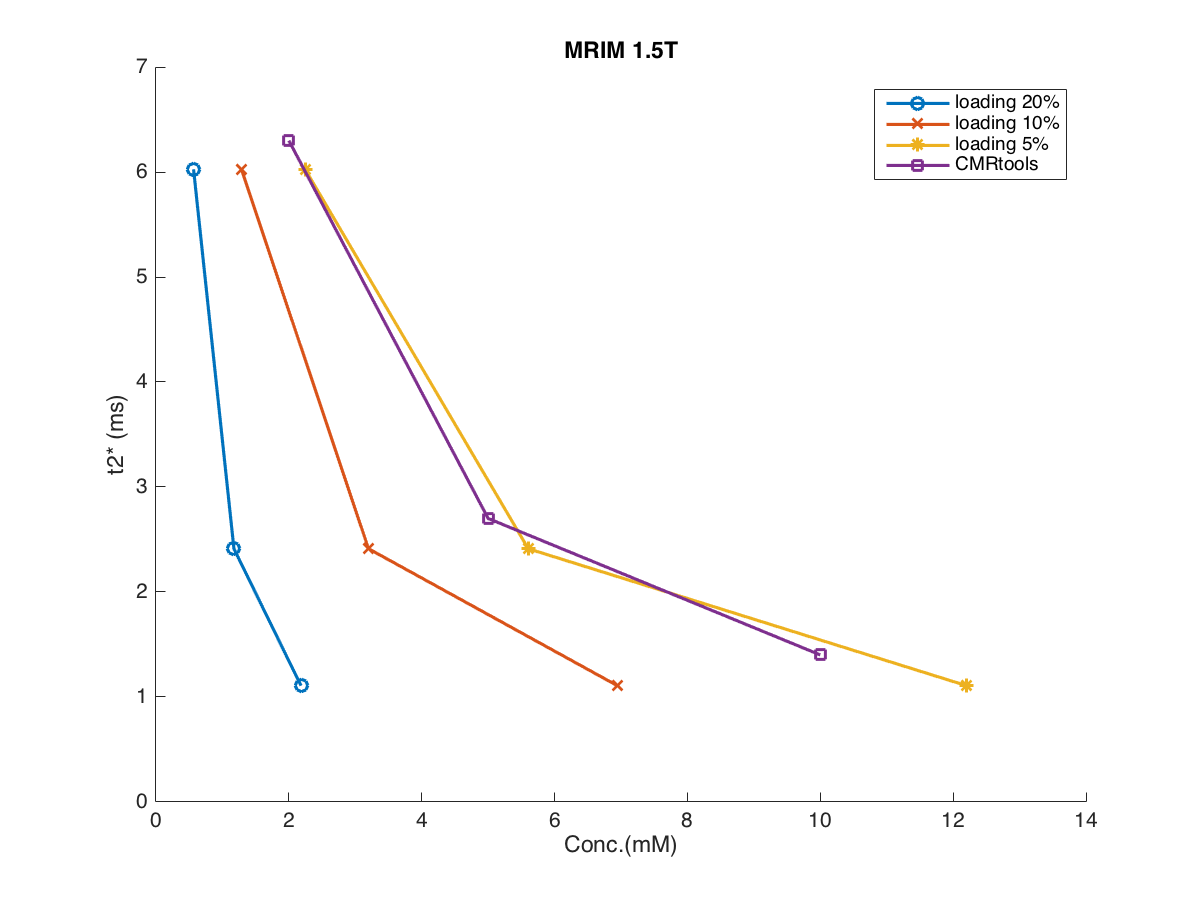 MRIM 1.5T
loading 20%
loading 10%
loading 5%
CMRtools
7
6
5
4
3
2
1
0
t2* (ms)
0 2 4 6 8 10 12 14
Conc.(mM)